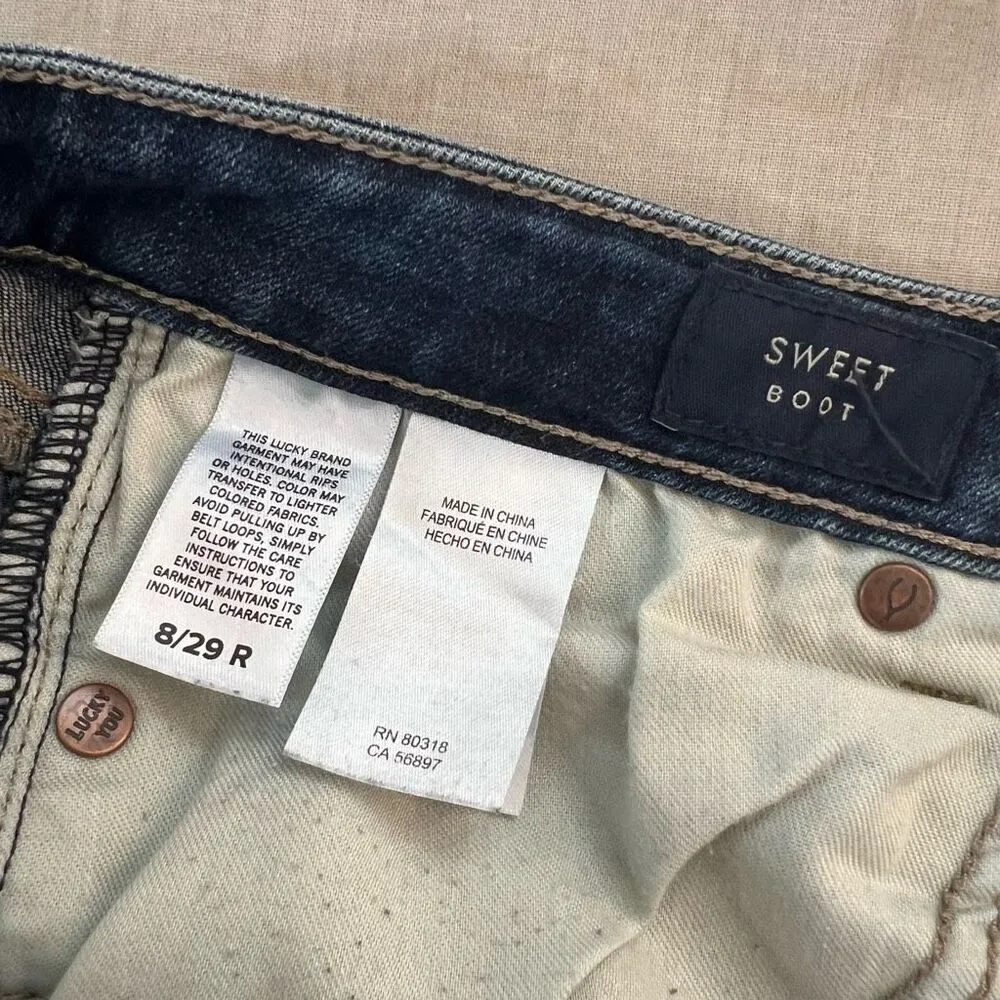 SWEET
BOOT
THIS LUCKY BRAND
GARMENT MAY HAVE
INTENTIONAL RIPS
OR HOLES. COLOR MAY
TRANSFER TO LIGHTER
COLORED FABRICS.
AVOID PULLING UP BY
BELT LOOPS, SIMPLY
FOLLOW THE CARE
INSTRUCTIONS TO
ENSURE THAT YOUR
GARMENT MAINTAINS ITS
INDIVIDUAL CHARACTER.
8/29 R
MADE IN CHINA
FABRIQUÉ EN CHINE
HECHO EN CHINA
RN 80318
CA 56897
LUCKY
YOU